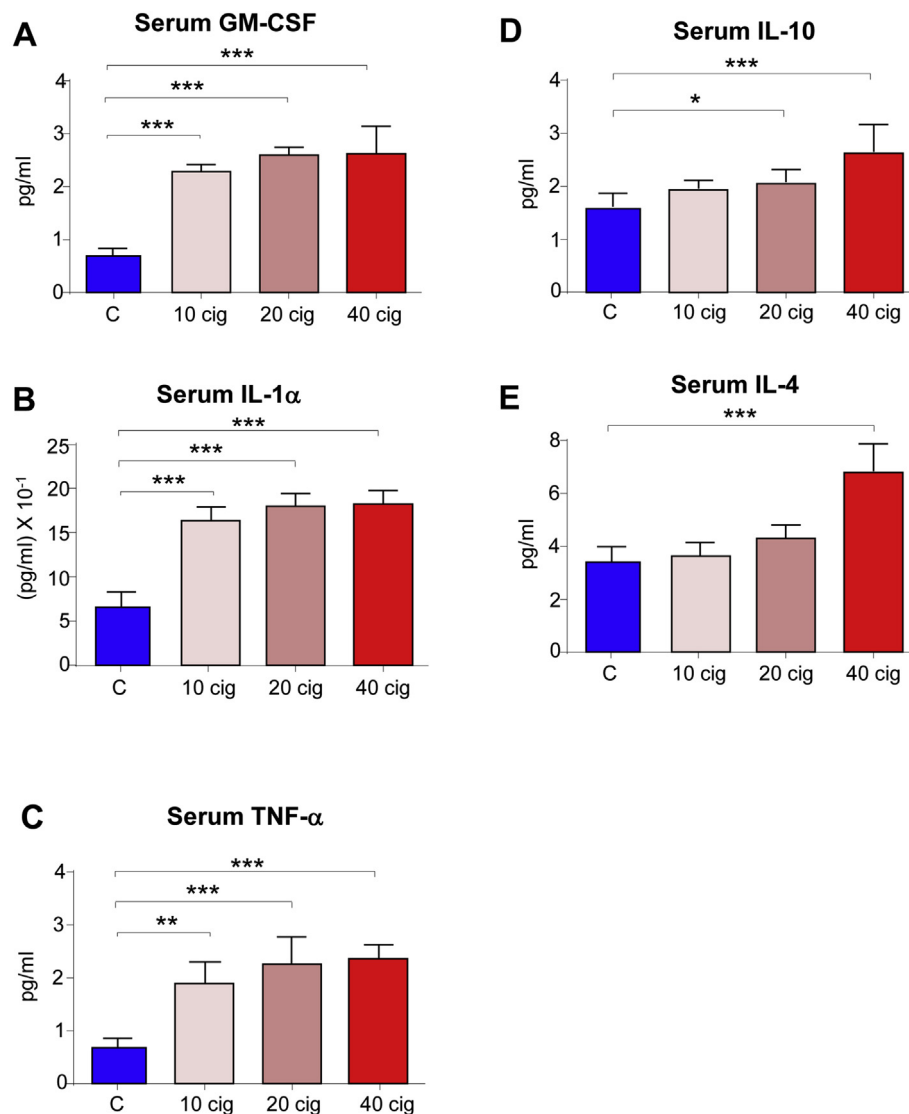 A
Serum GM-CSF
***
***
***
4
3
2
1
0
pg/ml
C 10 cig 20 cig 40 cig
B
Serum IL-1α
***
***
***
25
20
15
10
5
0
(pg/ml) X 10⁻¹
C 10 cig 20 cig 40 cig
C
Serum TNF-α
***
***
**
4
3
2
1
0
pg/ml
C 10 cig 20 cig 40 cig
D
Serum IL-10
***
*
4
3
2
1
0
pg/ml
C 10 cig 20 cig 40 cig
E
Serum IL-4
***
8
6
4
2
0
pg/ml
C 10 cig 20 cig 40 cig